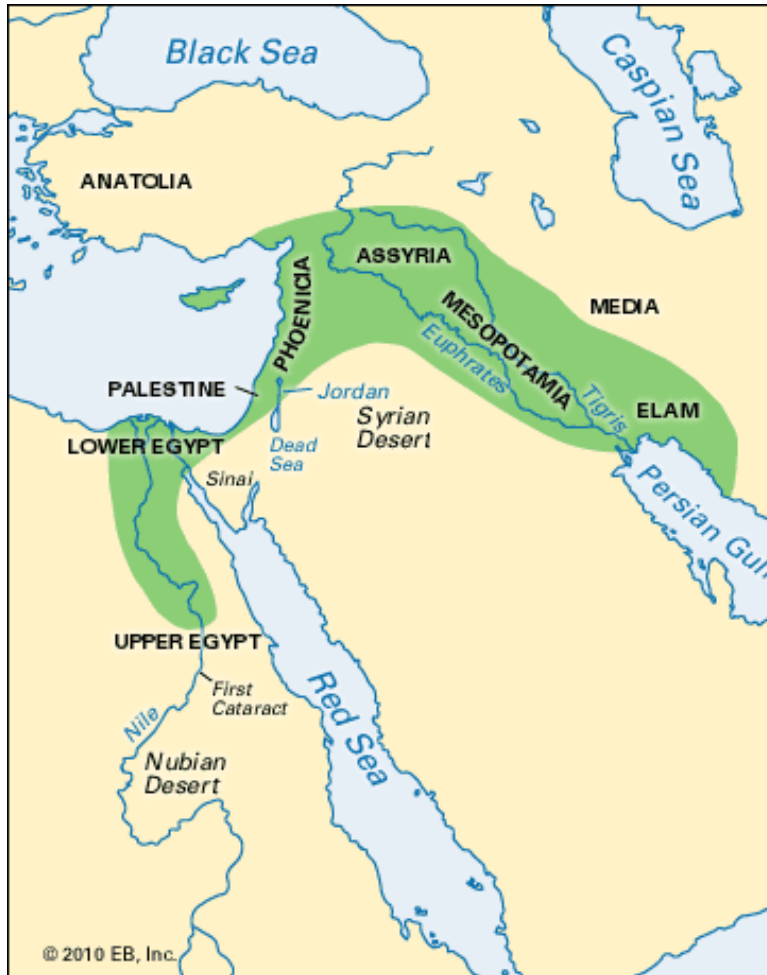 Black Sea
Caspian Sea
ANATOLIA
ASSYRIA
PHOENICIA
MESOPOTAMIA
MEDIA
Euphrates
Tigris
PALESTINE
Jordan
ELAM
Syrian
Desert
LOWER EGYPT
Dead
Sea
Sinai
Persian Gulf
UPPER EGYPT
First
Cataract
Red Sea
Nile
Nubian
Desert
© 2010 EB, Inc.